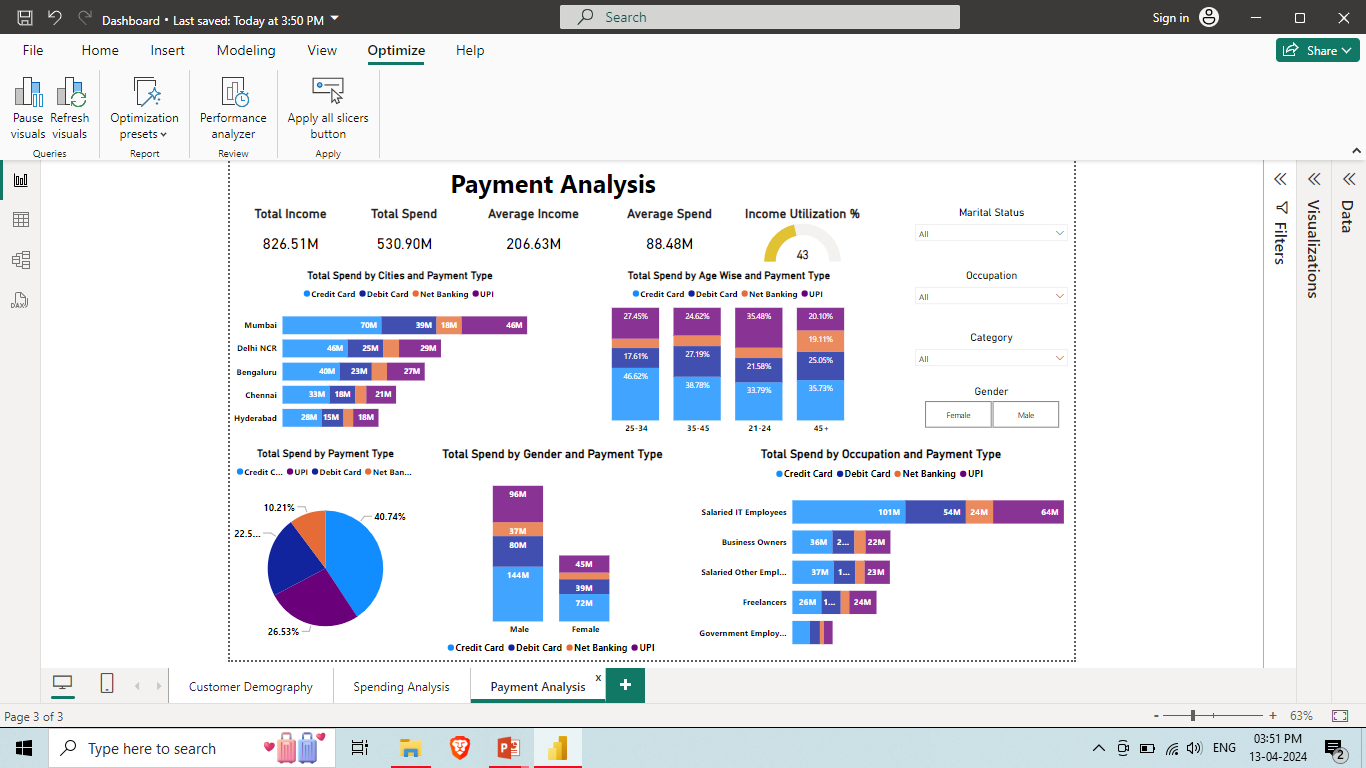 Dashboard • Last saved: Today at 3:50 PM
Search
Sign in
File Home Insert Modeling View Optimize Help
Share
Pause visuals
Refresh visuals
Optimization presets
Performance analyzer
Apply all slicers button
Queries
Report
Review
Apply
Payment Analysis
Total Income
Total Spend
Average Income
Average Spend
Income Utilization %
826.51M
530.90M
206.63M
88.48M
43
Marital Status
All
Occupation
All
Category
All
Gender
Female
Male
Total Spend by Cities and Payment Type
Credit Card Debit Card Net Banking UPI
Mumbai 70M 39M 18M 46M
Delhi NCR 46M 25M 29M
Bengaluru 40M 23M 27M
Chennai 33M 18M 21M
Hyderabad 28M 15M 18M
Total Spend by Age Wise and Payment Type
Credit Card Debit Card Net Banking UPI
27.45% 24.62% 35.48% 20.10%
19.11%
17.61% 27.19% 21.58% 25.05%
46.62% 38.78% 33.79% 35.73%
25-34 35-45 21-24 45+
Total Spend by Payment Type
Credit C... UPI Debit Card Net Ban...
10.21%
40.74%
22.5...
26.53%
Total Spend by Gender and Payment Type
96M
37M
80M
144M
45M
39M
72M
Male Female
Credit Card Debit Card Net Banking UPI
Total Spend by Occupation and Payment Type
Credit Card Debit Card Net Banking UPI
Salaried IT Employees 101M 54M 24M 64M
Business Owners 36M 2... 22M
Salaried Other Empl... 37M 1... 23M
Freelancers 26M 1... 24M
Government Employ...
Filters
Visualizations
Data
Customer Demography
Spending Analysis
Payment Analysis
x
+
Page 3 of 3
- + 63%
Type here to search
ENG
03:51 PM
13-04-2024
2